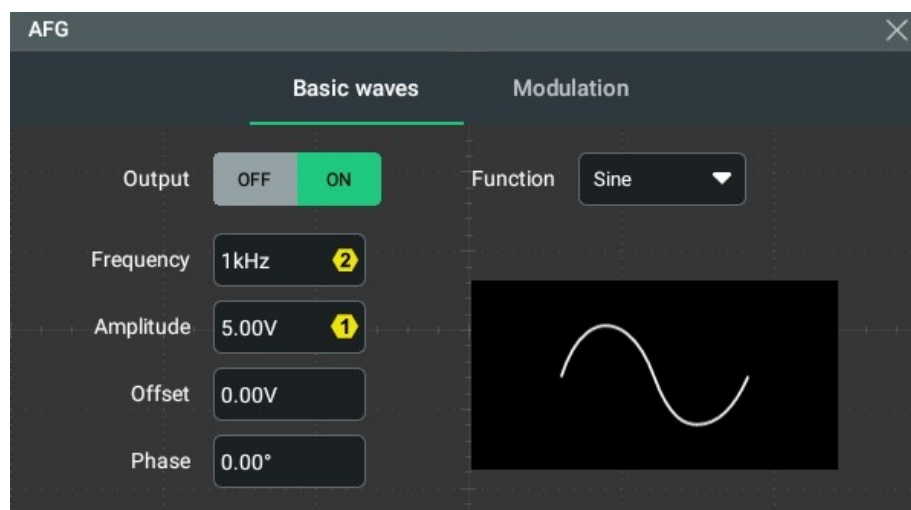 AFG
Basic waves Modulation
Output OFF ON Function Sine
Frequency 1kHz 2
Amplitude 5.00V 1
Offset 0.00V
Phase 0.00°